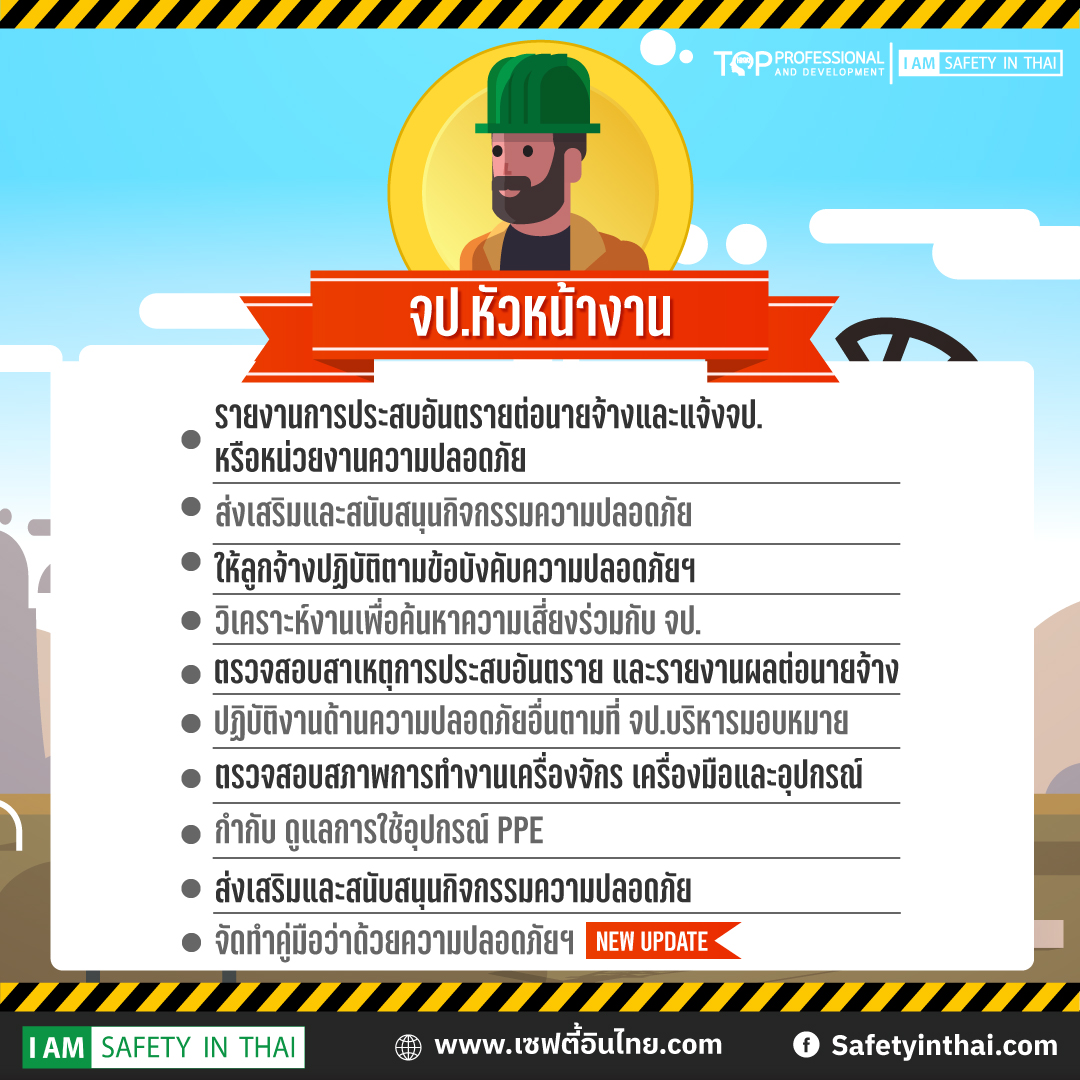 TOP PROFESSIONAL AND DEVELOPMENT
I AM SAFETY IN THAI
จป.หัวหน้างาน
รายงานการประสบอันตรายต่อนายจ้างและแจ้งจป.
หรือหน่วยงานความปลอดภัย
ส่งเสริมและสนับสนุนกิจกรรมความปลอดภัย
ให้ลูกจ้างปฏิบัติตามข้อบังคับความปลอดภัยฯ
วิเคราะห์งานเพื่อค้นหาความเสี่ยงร่วมกับ จป.
ตรวจสอบสาเหตุการประสบอันตราย และรายงานผลต่อนายจ้าง
ปฏิบัติงานด้านความปลอดภัยอื่นตามที่ จป.บริหารมอบหมาย
ตรวจสอบสภาพการทำงานเครื่องจักร เครื่องมือและอุปกรณ์
กำกับ ดูแลการใช้อุปกรณ์ PPE
ส่งเสริมและสนับสนุนกิจกรรมความปลอดภัย
จัดทำคู่มือว่าด้วยความปลอดภัยฯ NEW UPDATE
I AM SAFETY IN THAI
www.เซฟตี้อินไทย.com
Safetyinthai.com